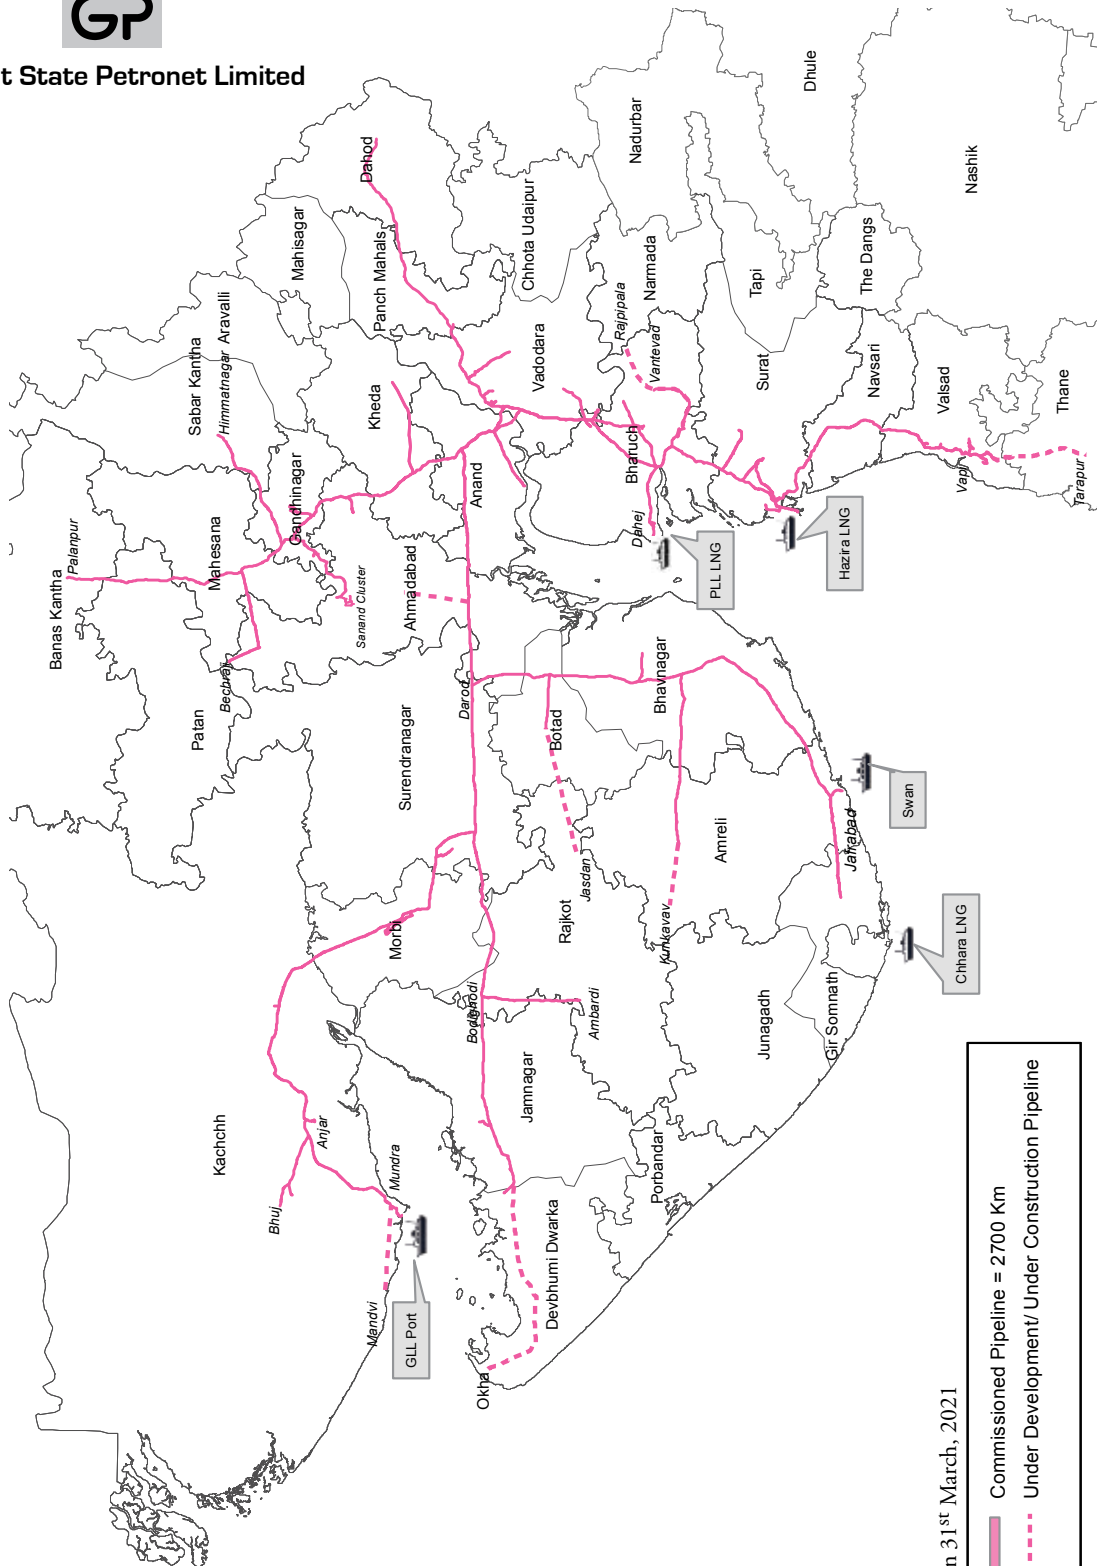 GP
t State Petronet Limited
Dhule
Nadurbar
Nashik
Dahod
Mahisagar
Panch Mahals
Chhota Udaipur
Narmada
Tapi
The Dangs
Sabar Kantha
Aravalli
Himmatnagar
Kheda
Vadodara
Rajpipala
Vantevad
Surat
Navsari
Valsad
Thane
Gandhinagar
Anand
Bharuch
Vapi
Tarapur
Palanpur
Banas Kantha
Mahesana
Dahej
Hazira LNG
PLL LNG
Sanand Cluster
Ahmadabad
Bechraji
Patan
Darod
Bhavnagar
Surendranagar
Botad
Swan
Jafrabad
Amreli
Jasdan
Rajkot
Kunkavav
Morbi
Chhara LNG
Ambardi
Junagadh
Gir Somnath
Jamnagar
Kachchh
Anjar
Mundra
Porbandar
Bhuj
Devbhumi Dwarka
Mandvi
GLL Port
Okha
n 31st March, 2021
Commissioned Pipeline = 2700 Km
Under Development/ Under Construction Pipeline